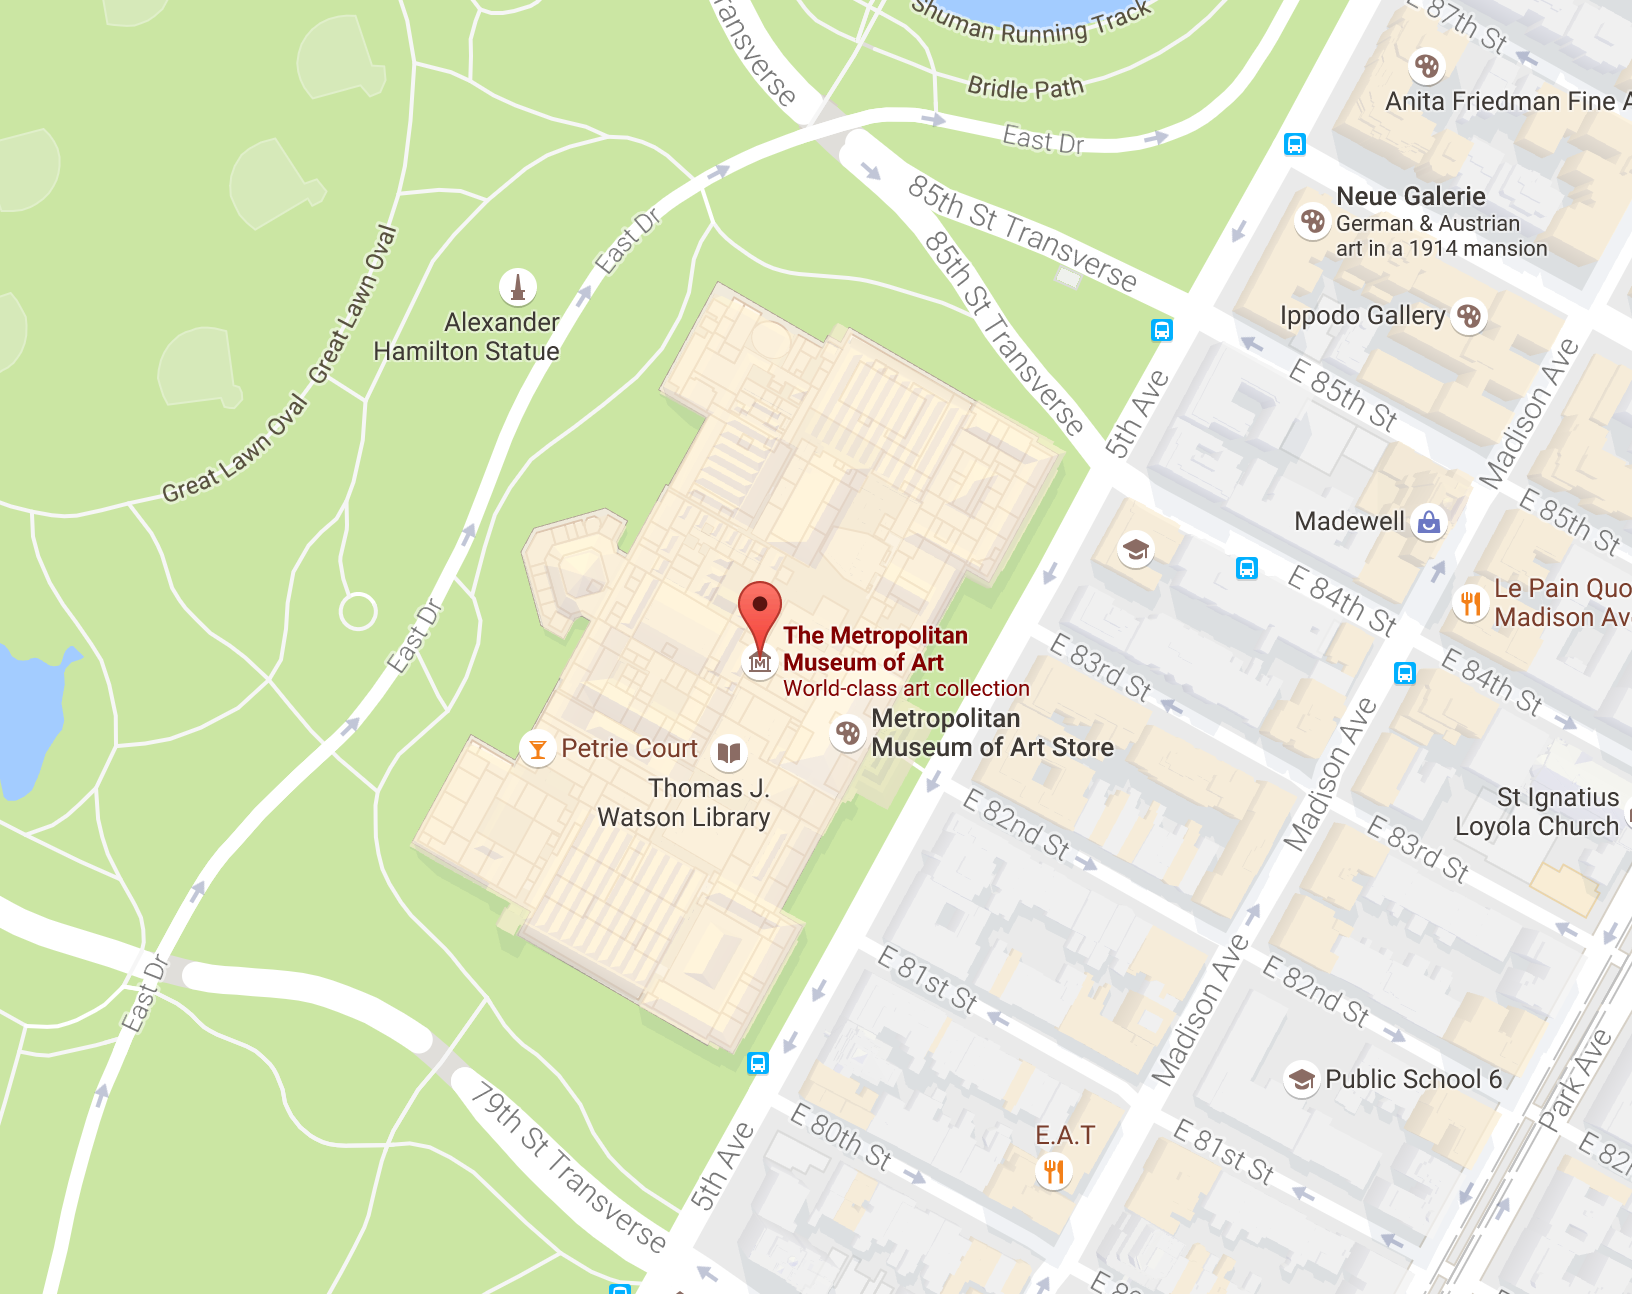 Shuman Running Track
Transverse
Bridle Path
East Dr
E 87th St
Anita Friedman Fine A
85th St Transverse
85th St Transverse
Neue Galerie
German & Austrian
art in a 1914 mansion
East Dr
Great Lawn Oval
Great Lawn Oval
Alexander
Hamilton Statue
Ippodo Gallery
E 85th St
Madison Ave
5th Ave
Madewell
E 85th St
E 84th St
Le Pain Quo
Madison Av
East Dr
The Metropolitan
Museum of Art
World-class art collection
E 83rd St
E 84th St
Metropolitan
Museum of Art Store
Petrie Court
Thomas J.
Watson Library
Madison Ave
St Ignatius
Loyola Church
E 82nd St
E 83rd St
East Dr
E 81st St
Madison Ave
E 82nd St
Public School 6
Park Ave
79th St Transverse
5th Ave
E 80th St
E.A.T
E 81st St
E 82n
E 80